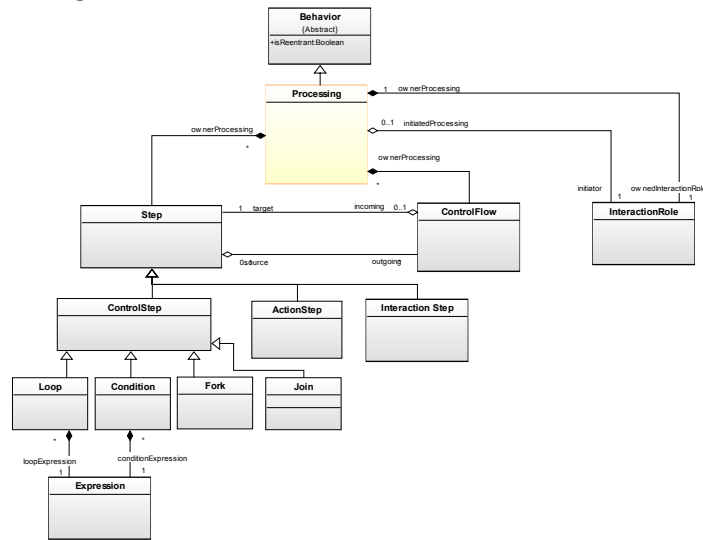 Behavior
{Abstract}
+isReentrant:Boolean
Processing
1 ow nerProcessing
0..1 initiatedProcessing
ow nerProcessing
*
ow nerProcessing
*
initiator
1
ow nedInteractionRole
1
Step
1 target
incoming 0..1
ControlFlow
InteractionRole
source
outgoing
ControlStep
ActionStep
Interaction Step
Loop
Condition
Fork
Join
*
*
loopExpression
1
conditionExpression
1
Expression